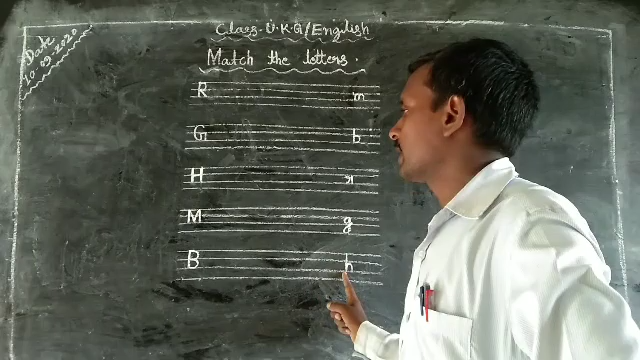 Date
10-09-2020
Class-U.K.G/English
Match the letters.
R m
G b
H r
M g
B h